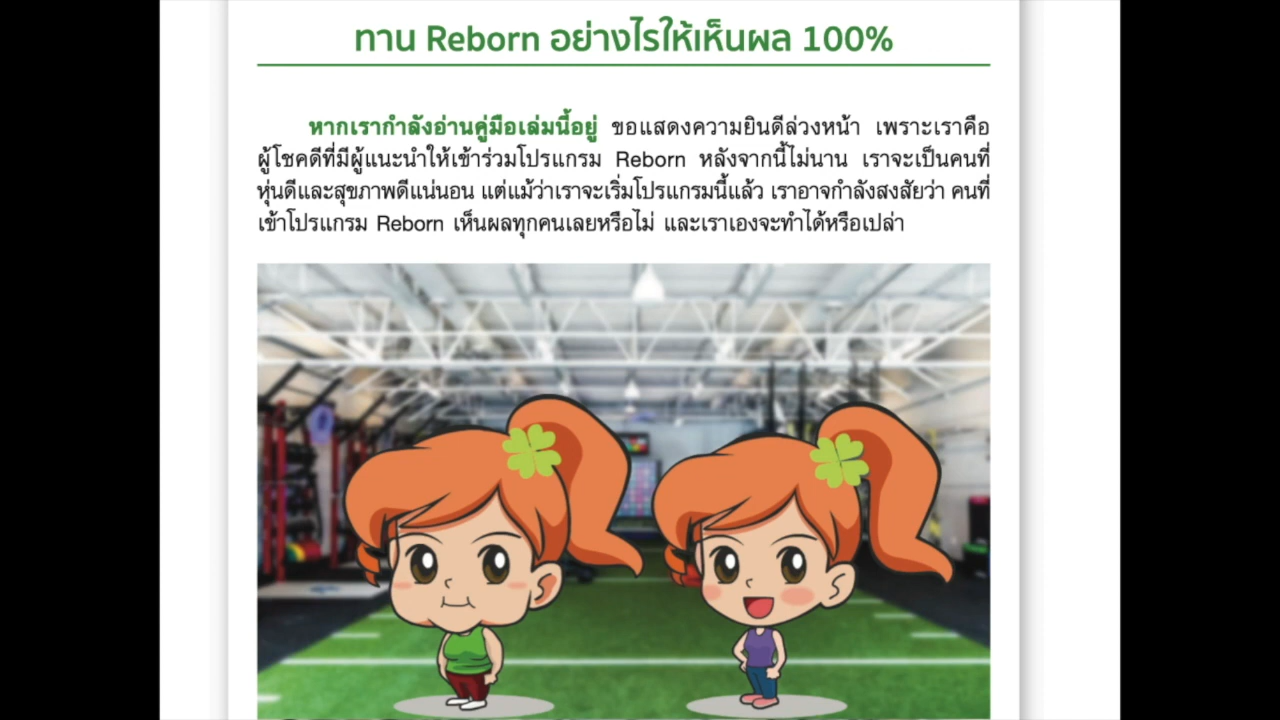 ทาน Reborn อย่างไรให้เห็นผล 100%
หากเรากำลังอ่านคู่มือเล่มนี้อยู่ ขอแสดงความยินดีล่วงหน้า เพราะเราคือ
ผู้โชคดีที่มีผู้แนะนำให้เข้าร่วมโปรแกรม Reborn หลังจากนี้ไม่นาน เราจะเป็นคนที่
หุ่นดีและสุขภาพดีแน่นอน แต่แม้ว่าเราจะเริ่มโปรแกรมนี้แล้ว เราอาจกำลังสงสัยว่า คนที่
เข้าโปรแกรม Reborn เห็นผลทุกคนเลยหรือไม่ และเราเองจะทำได้หรือเปล่า